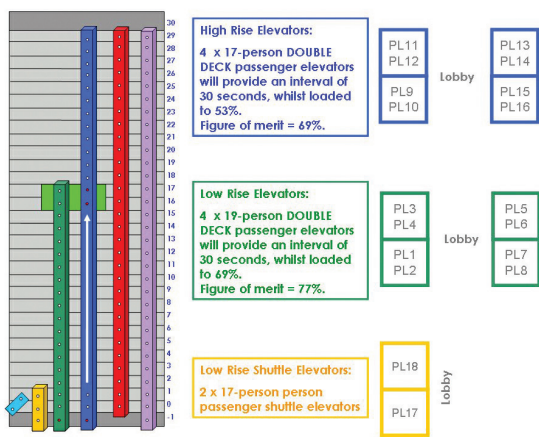 30
29
28
27
26
25
24
23
22
21
20
19
18
17
16
15
14
13
12
11
10
9
8
7
6
5
4
3
2
1
0
-1
High Rise Elevators:
4 x 17-person DOUBLE
DECK passenger elevators
will provide an interval of
30 seconds, whilst loaded
to 53%.
Figure of merit = 69%.
PL11
PL12
PL9
PL10
Lobby
PL13
PL14
PL15
PL16
Low Rise Elevators:
4 x 19-person DOUBLE
DECK passenger elevators
will provide an interval of
30 seconds, whilst loaded
to 69%.
Figure of merit = 77%.
PL3
PL4
PL1
PL2
Lobby
PL5
PL6
PL7
PL8
Low Rise Shuttle Elevators:
2 x 17-person person
passenger shuttle elevators
PL18
PL17
Lobby